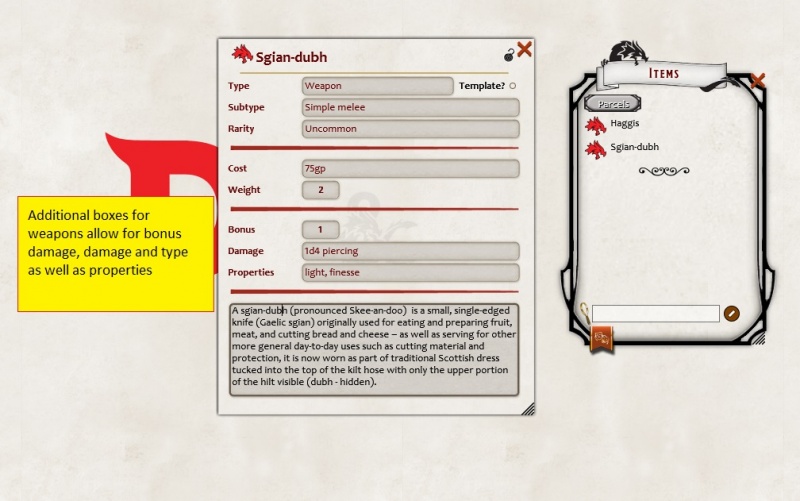 Sgian-dubh
Type Weapon Template?
Subtype Simple melee
Rarity Uncommon
Cost 75gp
Weight 2
Bonus 1
Damage 1d4 piercing
Properties light, finesse
A sgian-dubh (pronounced Skee-an-doo) is a small, single-edged
knife (Gaelic sgian) originally used for eating and preparing fruit,
meat, and cutting bread and cheese – as well as serving for other
more general day-to-day uses such as cutting material and
protection, it is now worn as part of traditional Scottish dress
tucked into the top of the kilt hose with only the upper portion
of the hilt visible (dubh - hidden).
Additional boxes for
weapons allow for bonus
damage, damage and type
as well as properties
Items
Parcels
Haggis
Sgian-dubh